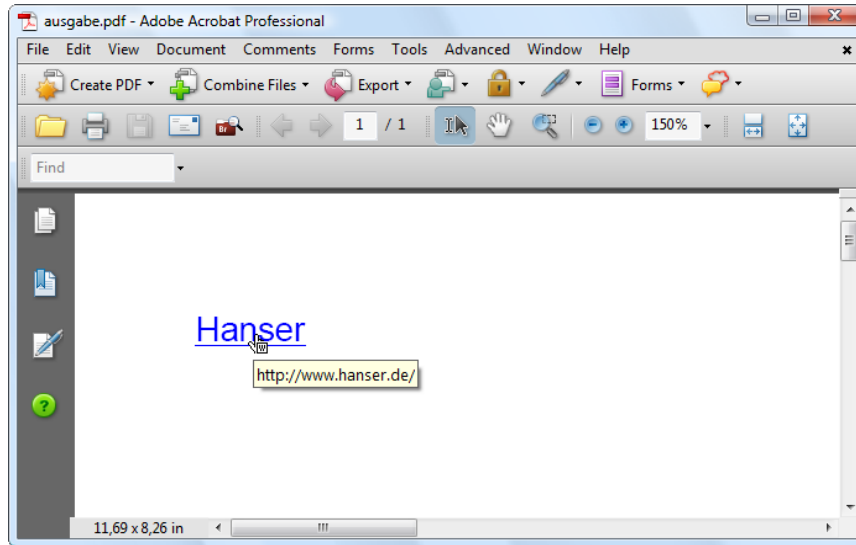 ausgabe.pdf - Adobe Acrobat Professional
File Edit View Document Comments Forms Tools Advanced Window Help
Create PDF Combine Files Export Forms
1 / 1 150%
Find
Hanser
http://www.hanser.de/
11,69 x 8,26 in